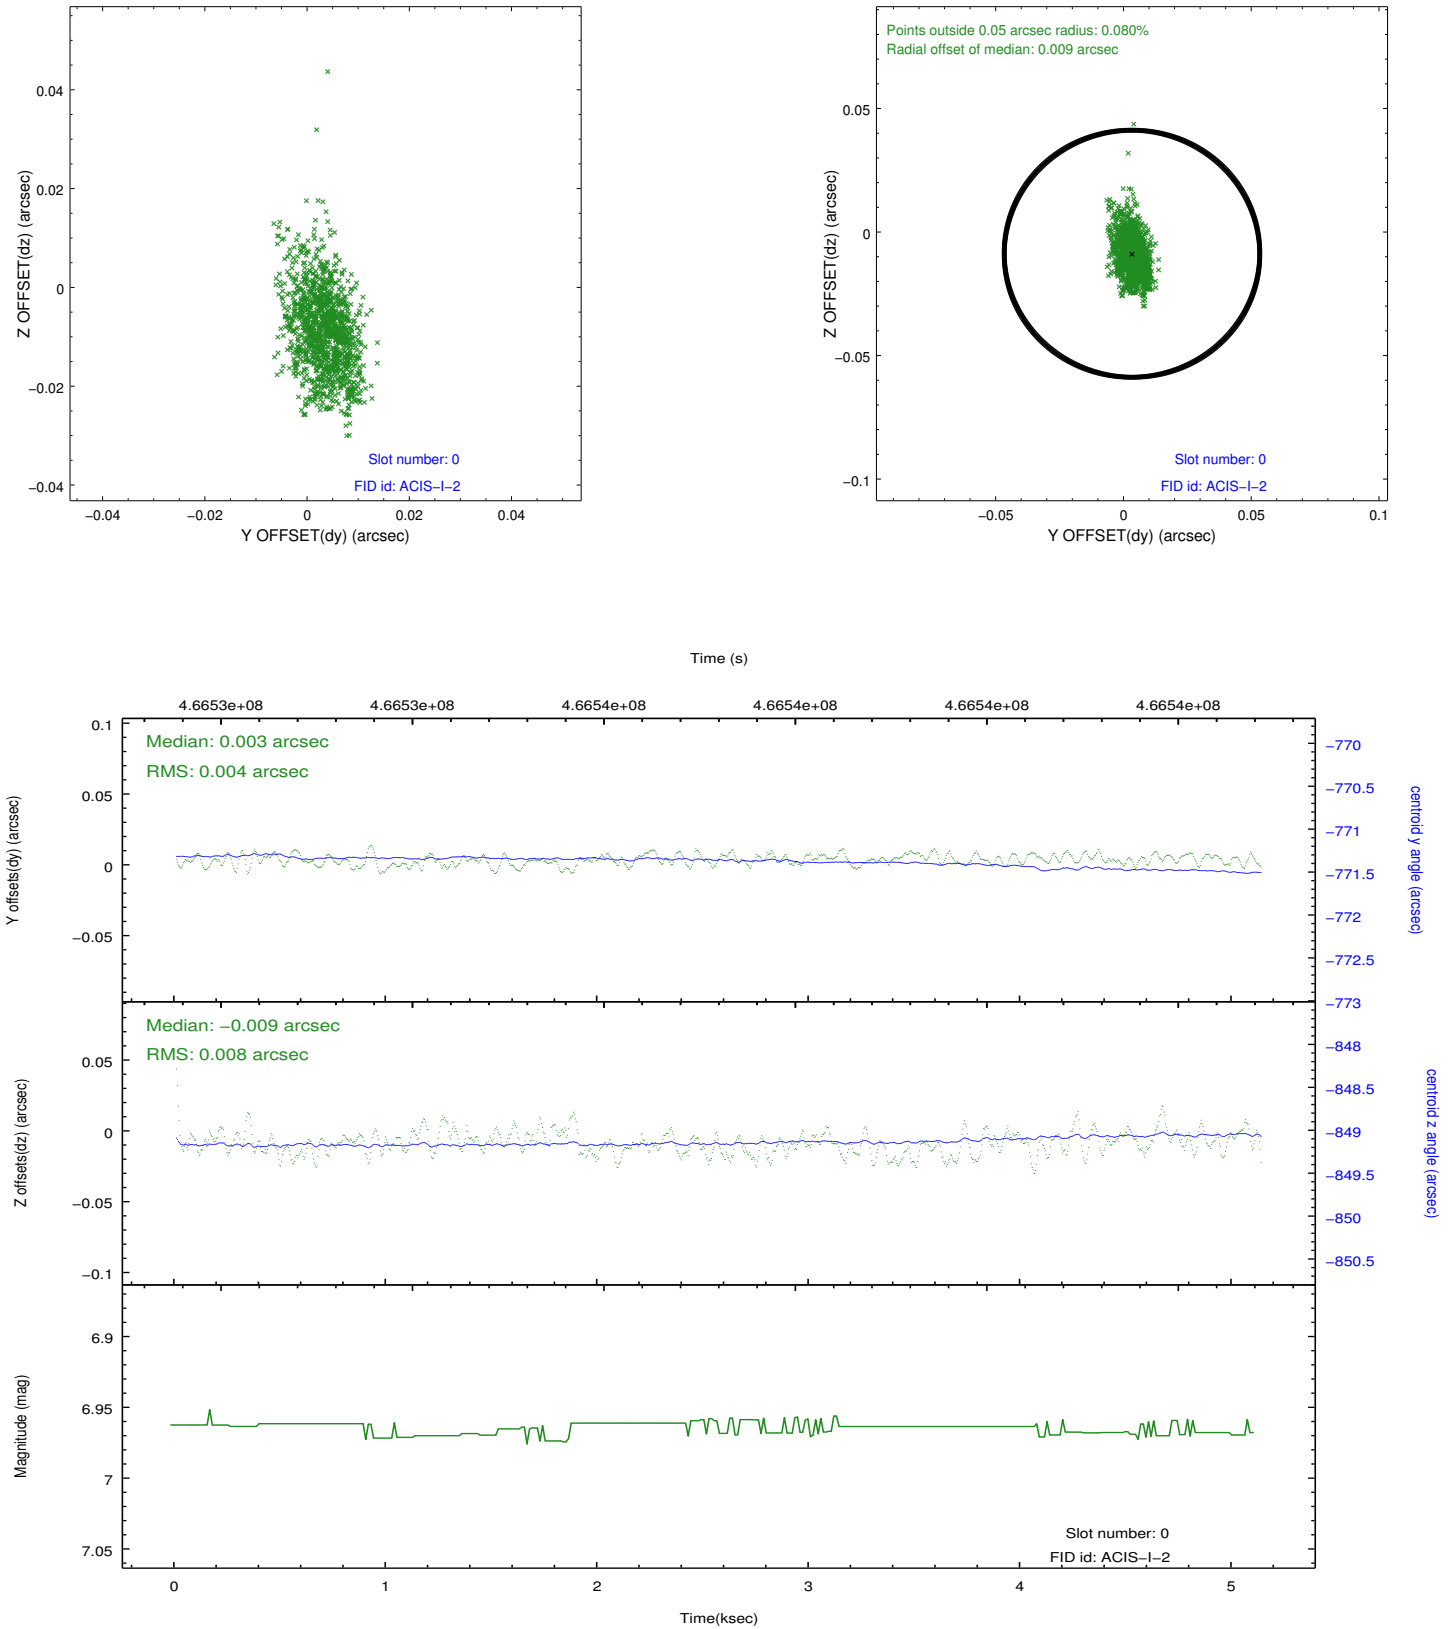 0.04
0.02
0
−0.02
−0.04
Z OFFSET(dz) (arcsec)
Slot number: 0
FID id: ACIS−I−2
−0.04
−0.02
0
0.02
0.04
Y OFFSET(dy) (arcsec)
Points outside 0.05 arcsec radius: 0.080%
Radial offset of median: 0.009 arcsec
0.05
0
−0.05
−0.1
Z OFFSET(dz) (arcsec)
Slot number: 0
FID id: ACIS−I−2
−0.05
0
0.05
0.1
Y OFFSET(dy) (arcsec)
Time (s)
4.6653e+08
4.6653e+08
4.6654e+08
4.6654e+08
4.6654e+08
4.6654e+08
Median: 0.003 arcsec
RMS: 0.004 arcsec
0.1
0.05
0
−0.05
Y offsets(dy) (arcsec)
−770
−770.5
−771
−771.5
−772
−772.5
−773
centroid y angle (arcsec)
Median: −0.009 arcsec
RMS: 0.008 arcsec
0.05
0
−0.05
−0.1
Z offsets(dz) (arcsec)
−848
−848.5
−849
−849.5
−850
−850.5
centroid z angle (arcsec)
6.9
6.95
7
7.05
Magnitude (mag)
Slot number: 0
FID id: ACIS−I−2
0
1
2
3
4
5
Time(ksec)